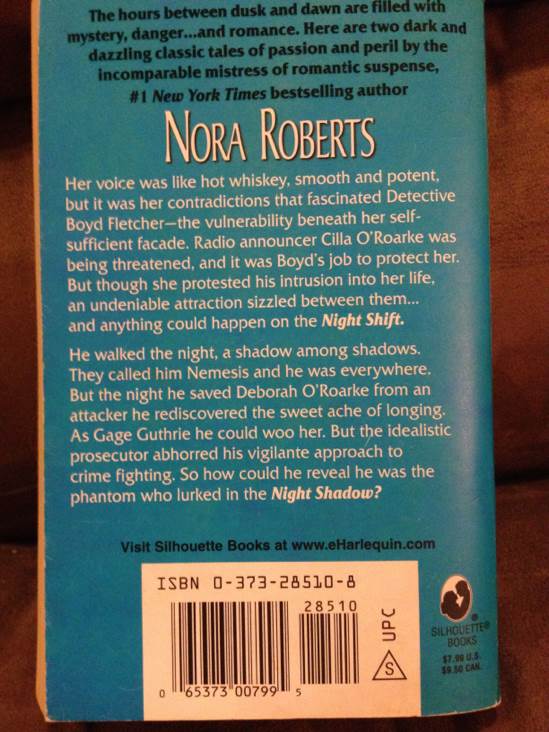 The hours between dusk and dawn are filled with
mystery, danger...and romance. Here are two dark and
dazzling classic tales of passion and peril by the
incomparable mistress of romantic suspense,
#1 New York Times bestselling author
NORA ROBERTS
Her voice was like hot whiskey, smooth and potent,
but it was her contradictions that fascinated Detective
Boyd Fletcher—the vulnerability beneath her self-
sufficient facade. Radio announcer Cilla O'Roarke was
being threatened, and it was Boyd's job to protect her.
But though she protested his intrusion into her life,
an undeniable attraction sizzled between them...
and anything could happen on the Night Shift.
He walked the night, a shadow among shadows.
They called him Nemesis and he was everywhere.
But the night he saved Deborah O'Roarke from an
attacker he rediscovered the sweet ache of longing.
As Gage Guthrie he could woo her. But the idealistic
prosecutor abhorred his vigilante approach to
crime fighting. So how could he reveal he was the
phantom who lurked in the Night Shadow?
Visit Silhouette Books at www.eHarlequin.com
ISBN 0-373-28510-8
28510
UPC
S
0 65373 00799 5
SILHOUETTE®
BOOKS
$7.99 U.S.
$9.50 CAN.